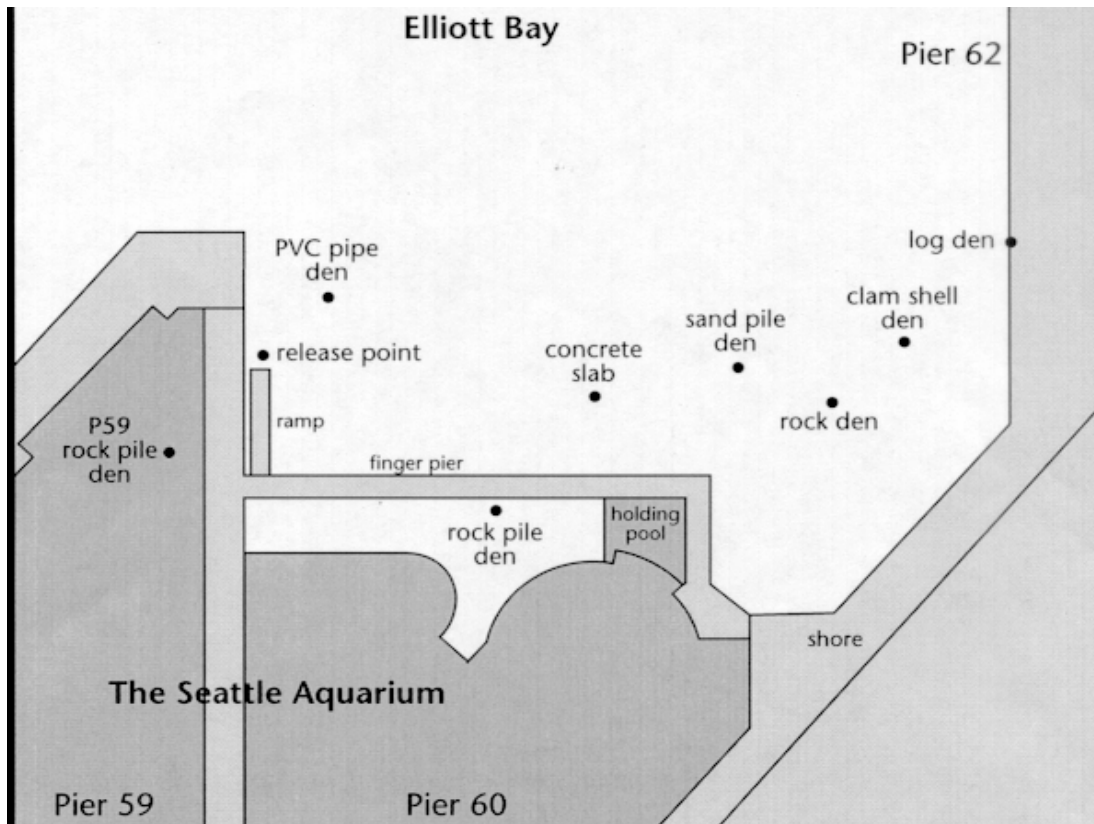 Elliott Bay
Pier 62
PVC pipe
den
log den
clam shell
den
sand pile
den
release point
concrete
slab
rock den
ramp
P59
rock pile
den
finger pier
rock pile
den
holding
pool
shore
The Seattle Aquarium
Pier 59
Pier 60